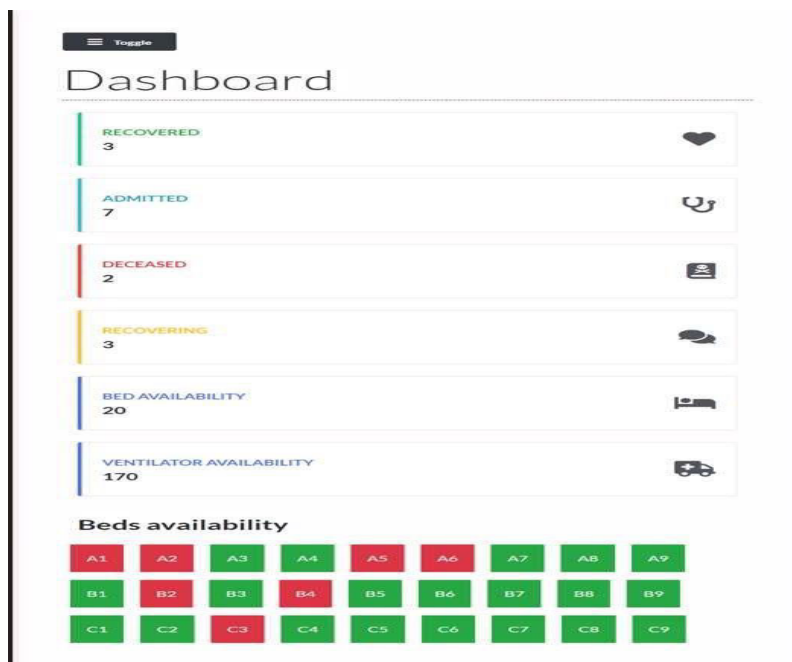 Toggle
Dashboard
RECOVERED
3
ADMITTED
7
DECEASED
2
RECOVERING
3
BED AVAILABILITY
20
VENTILATOR AVAILABILITY
170
Beds availability
A1 A2 A3 A4 A5 A6 A7 A8 A9
B1 B2 B3 B4 B5 B6 B7 B8 B9
C1 C2 C3 C4 C5 C6 C7 C8 C9